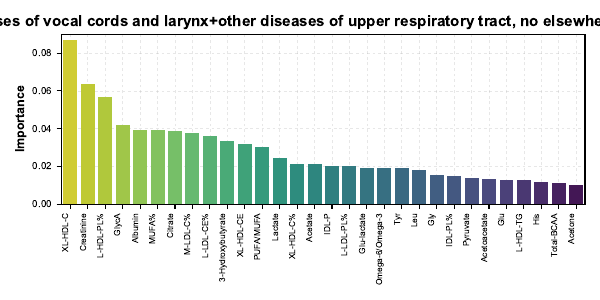 ses of vocal cords and larynx+other diseases of upper respiratory tract, no elsewhe
Importance
0.08
0.06
0.04
0.02
0.00
XL-HDL-C
Creatinine
L-HDL-PL%
GlycA
Albumin
MUFA%
Citrate
M-LDL-C%
L-LDL-CE%
3-Hydroxybutyrate
XL-HDL-CE
PUFA/MUFA
Lactate
XL-HDL-C%
Acetate
IDL-P
L-LDL-PL%
Glu-lactate
Omega-6/Omega-3
Tyr
Leu
Gly
IDL-PL%
Pyruvate
Acetoacetate
Glu
L-HDL-TG
His
Total-BCAA
Acetone